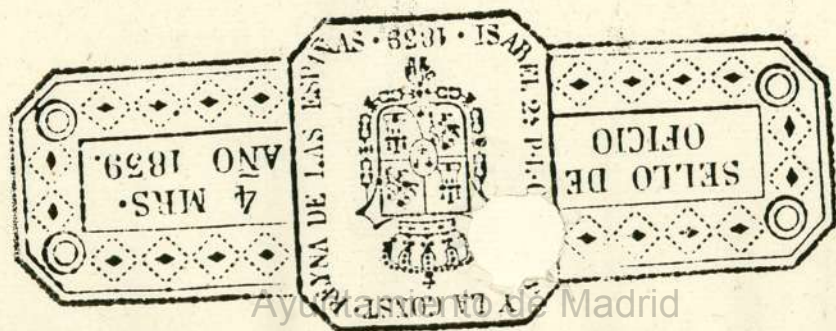 SELLO DE
OFICIO
4 MRS.
AÑO 1839.
ISABEL 2ª P. L. G
S Y LA CONST. REYNA DE LAS ESPAÑAS · 1839 ·
Ayuntamiento de Madrid